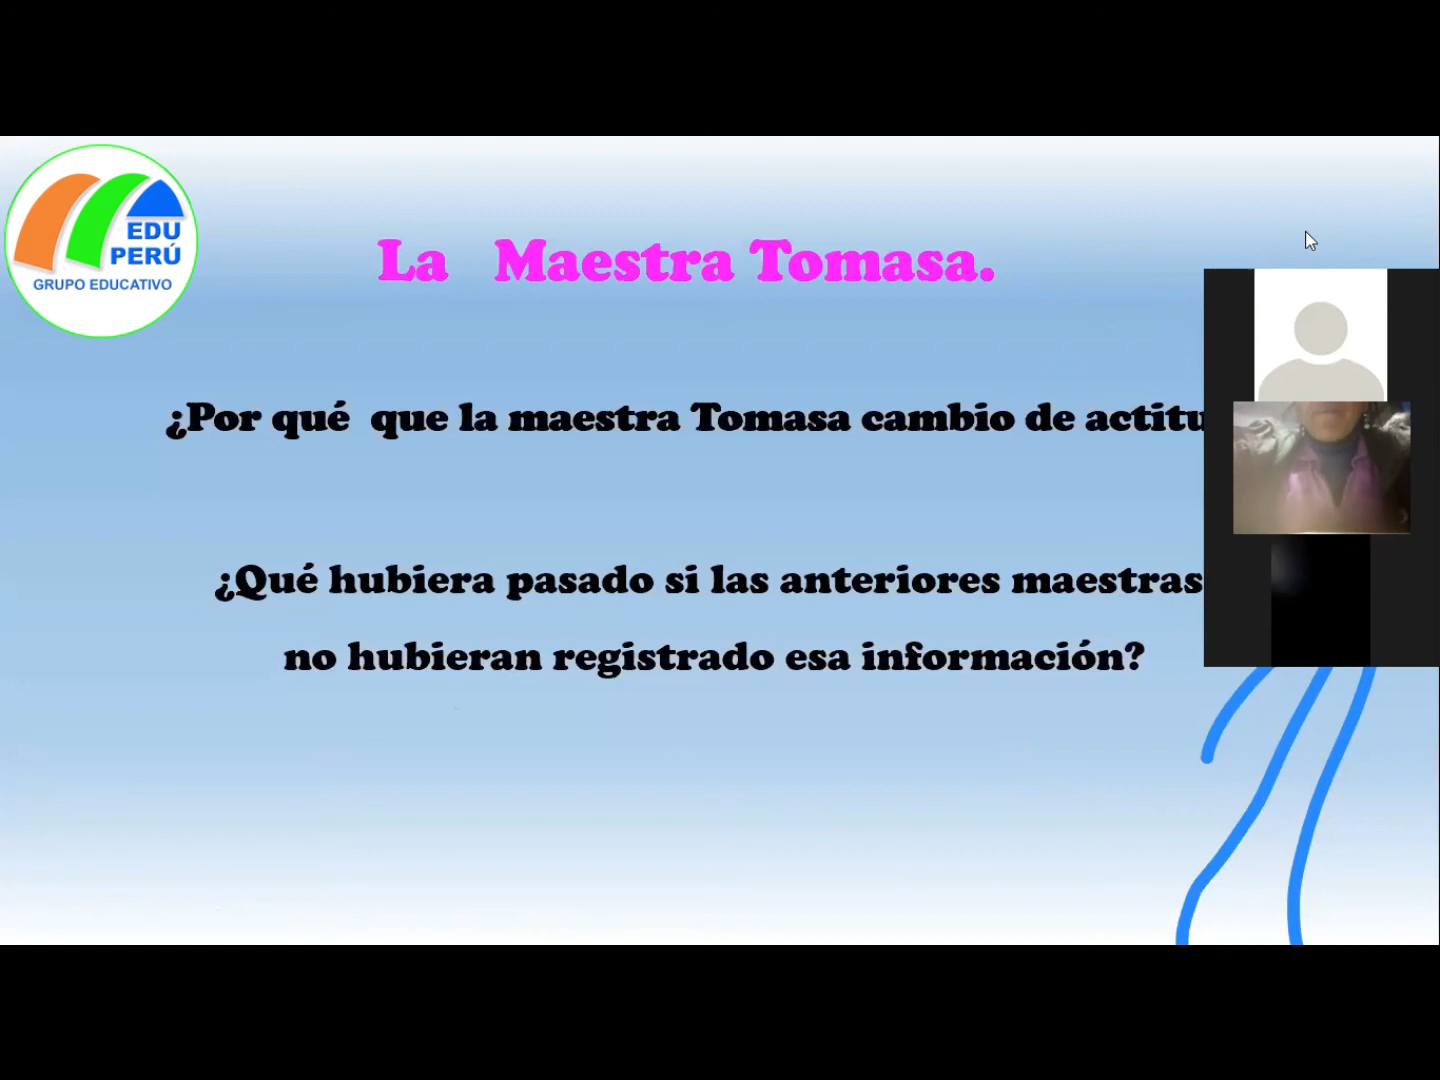 EDU
PERÚ
GRUPO EDUCATIVO
La Maestra Tomasa.
¿Por qué que la maestra Tomasa cambio de
¿Qué hubiera pasado si las anteriores maestras
no hubieran registrado esa información?